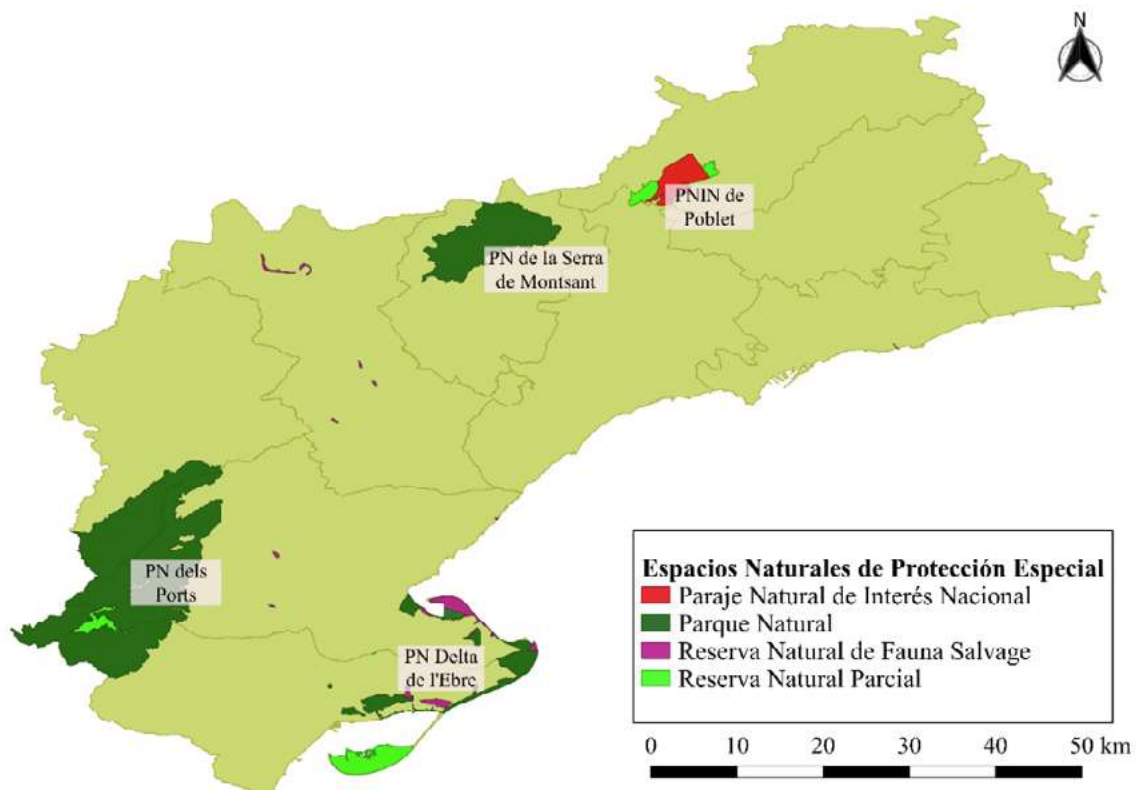 N
PNIN de
Poblet
PN de la Serra
de Montsant
PN dels
Ports
PN Delta
de l'Ebre
Espacios Naturales de Protección Especial
Paraje Natural de Interés Nacional
Parque Natural
Reserva Natural de Fauna Salvage
Reserva Natural Parcial
0 10 20 30 40 50 km